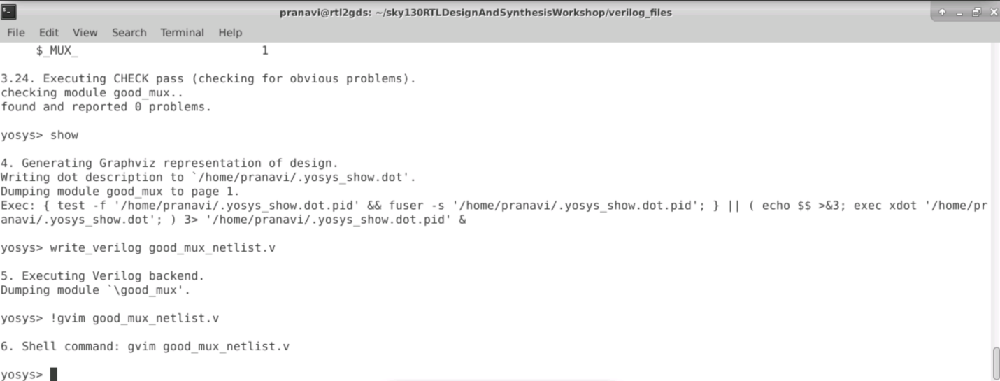 pranavi@rtl2gds: ~/sky130RTLDesignAndSynthesisWorkshop/verilog_files
File Edit View Search Terminal Help
$_MUX_ 1
3.24. Executing CHECK pass (checking for obvious problems).
checking module good_mux..
found and reported 0 problems.
yosys> show
4. Generating Graphviz representation of design.
Writing dot description to `/home/pranavi/.yosys_show.dot'.
Dumping module good_mux to page 1.
Exec: { test -f '/home/pranavi/.yosys_show.dot.pid' && fuser -s '/home/pranavi/.yosys_show.dot.pid'; } || ( echo $$ >&3; exec xdot '/home/pr
anavi/.yosys_show.dot'; ) 3> '/home/pranavi/.yosys_show.dot.pid' &
yosys> write_verilog good_mux_netlist.v
5. Executing Verilog backend.
Dumping module `\good_mux'.
yosys> !gvim good_mux_netlist.v
6. Shell command: gvim good_mux_netlist.v
yosys>